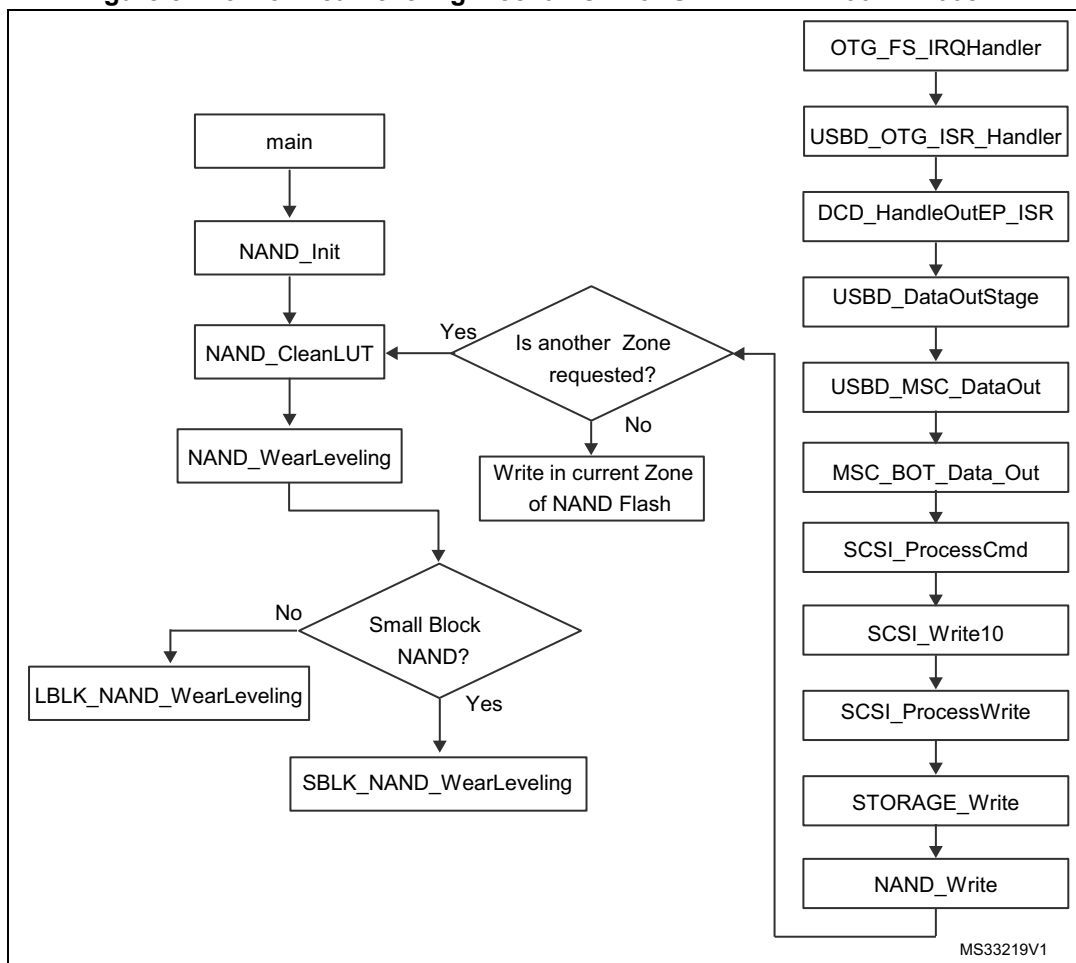 main
NAND_Init
NAND_CleanLUT
NAND_WearLeveling
Small Block
NAND?
No
Yes
LBLK_NAND_WearLeveling
SBLK_NAND_WearLeveling
Is another Zone
requested?
Yes
No
Write in current Zone
of NAND Flash
OTG_FS_IRQHandler
USBD_OTG_ISR_Handler
DCD_HandleOutEP_ISR
USBD_DataOutStage
USBD_MSC_DataOut
MSC_BOT_Data_Out
SCSI_ProcessCmd
SCSI_Write10
SCSI_ProcessWrite
STORAGE_Write
NAND_Write
MS33219V1